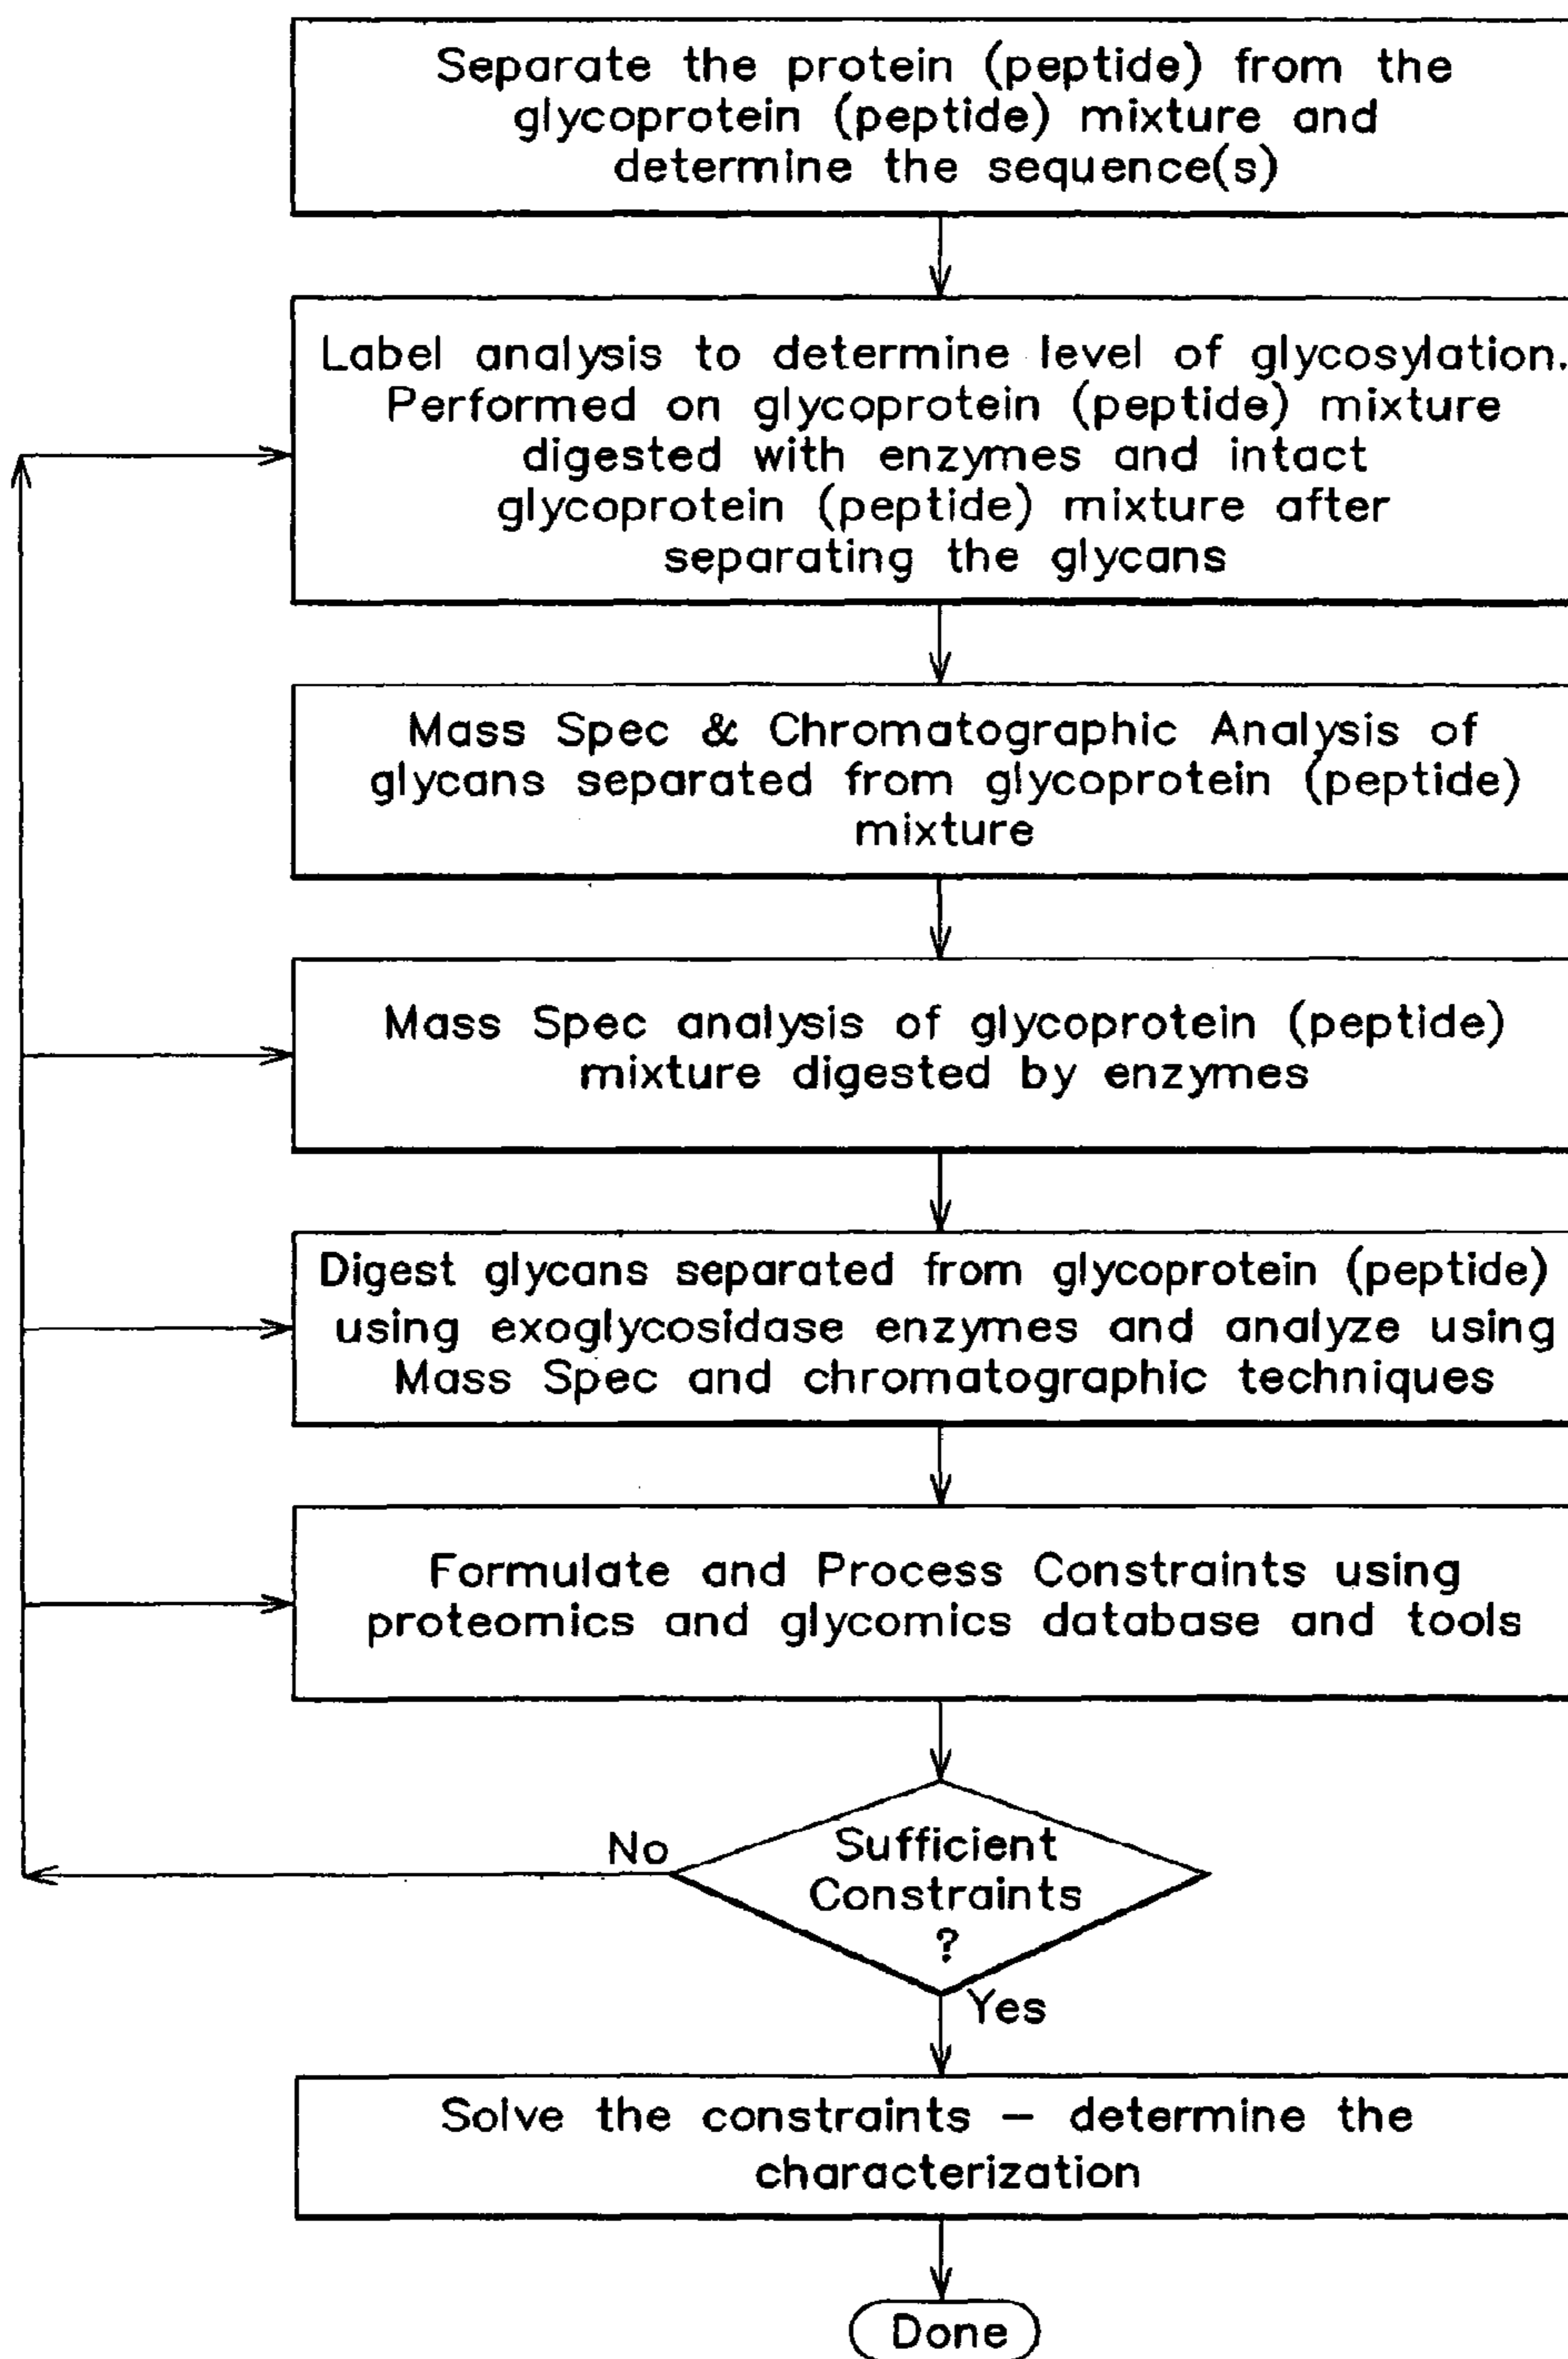 Separate the protein (peptide) from the
glycoprotein (peptide) mixture and
determine the sequence(s)
Label analysis to determine level of glycosylation.
Performed on glycoprotein (peptide) mixture
digested with enzymes and intact
glycoprotein (peptide) mixture after
separating the glycans
Mass Spec & Chromatographic Analysis of
glycans separated from glycoprotein (peptide)
mixture
Mass Spec analysis of glycoprotein (peptide)
mixture digested by enzymes
Digest glycans separated from glycoprotein (peptide)
using exoglycosidase enzymes and analyze using
Mass Spec and chromatographic techniques
Formulate and Process Constraints using
proteomics and glycomics database and tools
No
Sufficient
Constraints
?
Yes
Solve the constraints – determine the
characterization
Done